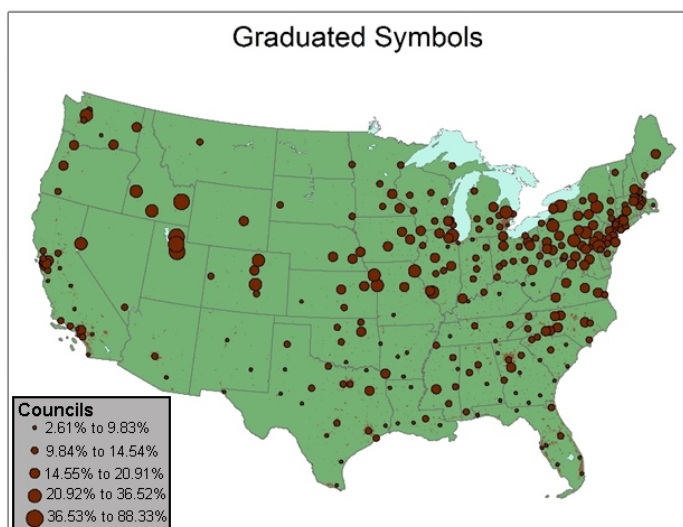 Graduated Symbols
Councils
2.61% to 9.83%
9.84% to 14.54%
14.55% to 20.91%
20.92% to 36.52%
36.53% to 88.33%